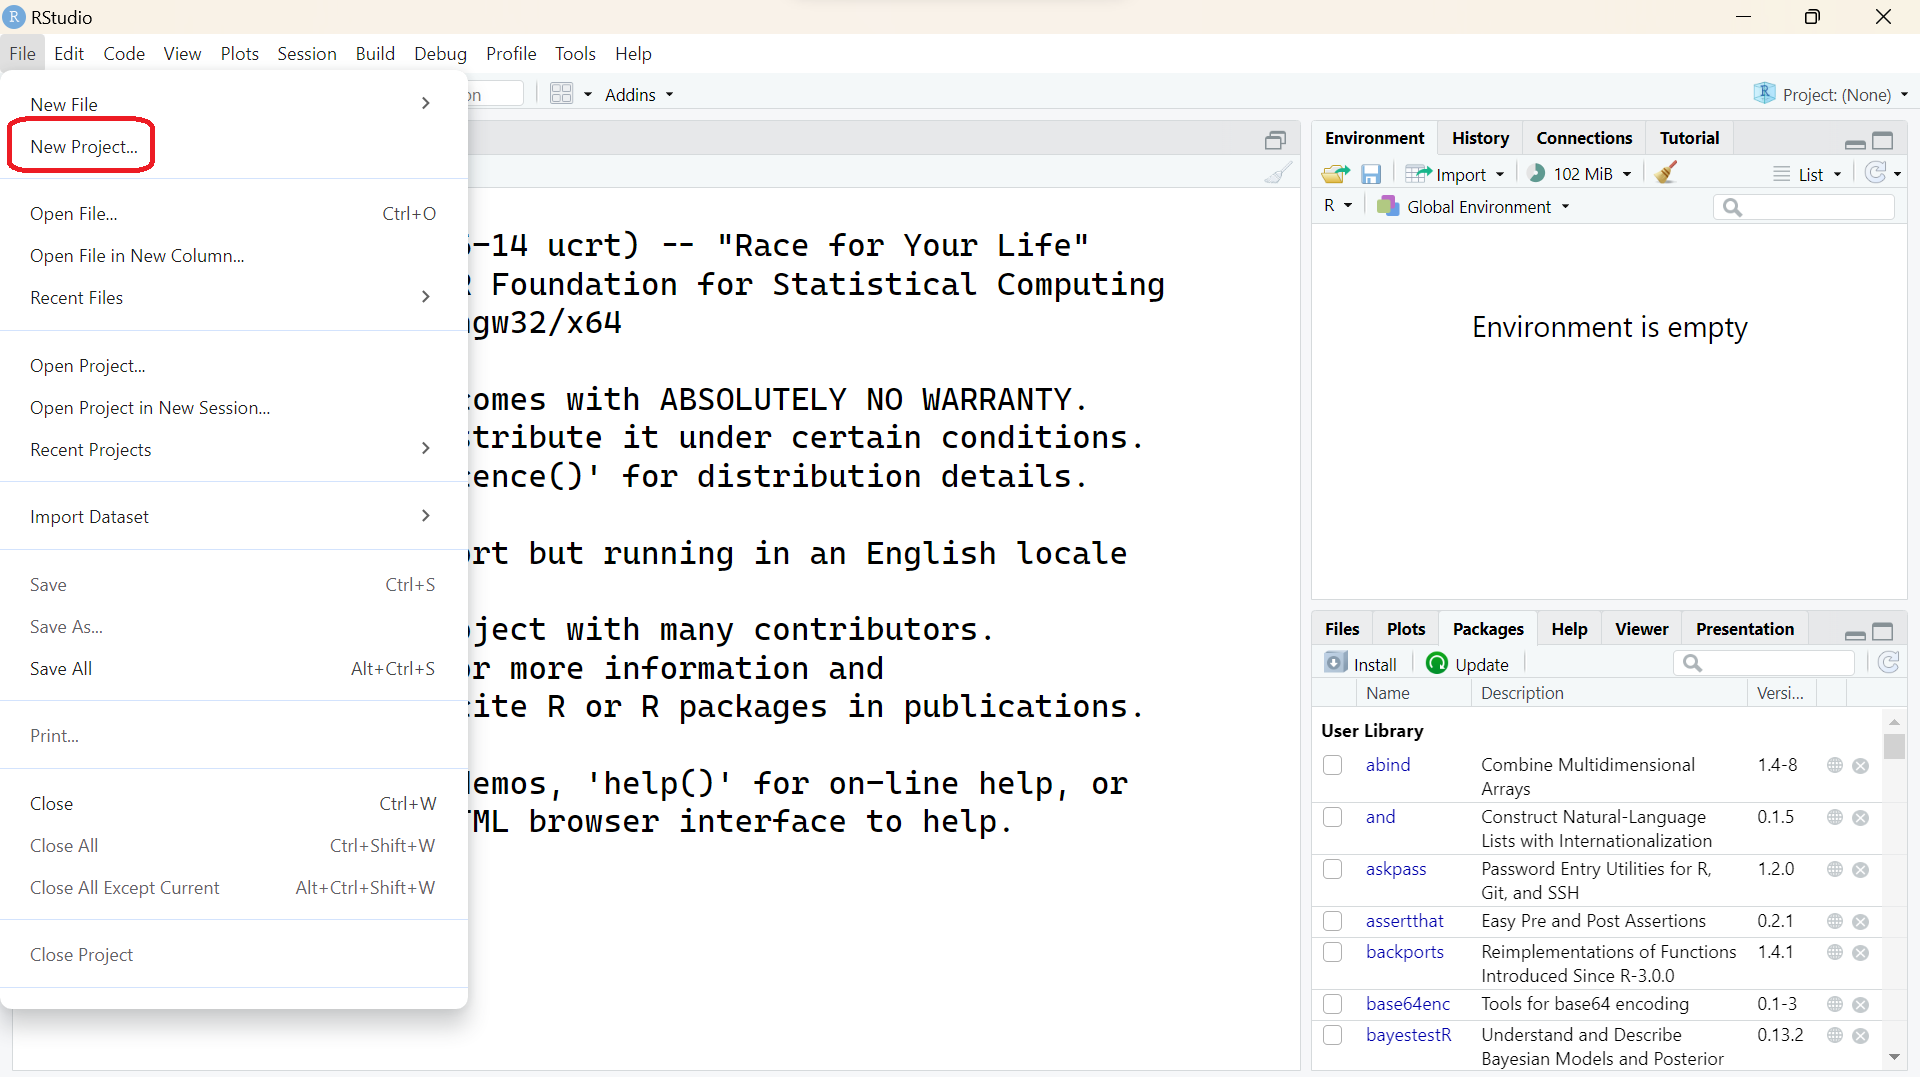 RStudio
File Edit Code View Plots Session Build Debug Profile Tools Help
Addins
Project: (None)
New File
New Project...
Open File... Ctrl+O
Open File in New Column...
Recent Files
Open Project...
Open Project in New Session...
Recent Projects
Import Dataset
Save Ctrl+S
Save As...
Save All Alt+Ctrl+S
Print...
Close Ctrl+W
Close All Ctrl+Shift+W
Close All Except Current Alt+Ctrl+Shift+W
Close Project
-14 ucrt) -- "Race for Your Life"
Foundation for Statistical Computing
gw32/x64
omes with ABSOLUTELY NO WARRANTY.
tribute it under certain conditions.
ence()' for distribution details.
rt but running in an English locale
ject with many contributors.
r more information and
ite R or R packages in publications.
emos, 'help()' for on-line help, or
ML browser interface to help.
Environment History Connections Tutorial
Import 102 MiB List
R Global Environment
Environment is empty
Files Plots Packages Help Viewer Presentation
Install Update
Name Description Versi...
User Library
abind Combine Multidimensional 1.4-8
Arrays
and Construct Natural-Language 0.1.5
Lists with Internationalization
askpass Password Entry Utilities for R, 1.2.0
Git, and SSH
assertthat Easy Pre and Post Assertions 0.2.1
backports Reimplementations of Functions 1.4.1
Introduced Since R-3.0.0
base64enc Tools for base64 encoding 0.1-3
bayestestR Understand and Describe 0.13.2
Bayesian Models and Posterior